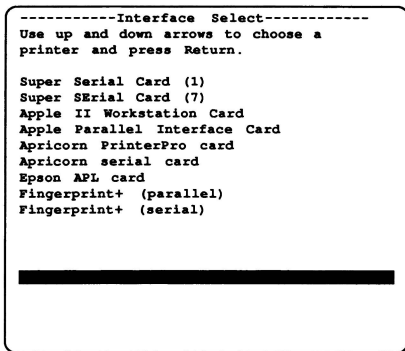 -----------Interface Select------------
Use up and down arrows to choose a
printer and press Return.
Super Serial Card (1)
Super SErial Card (7)
Apple II Workstation Card
Apple Parallel Interface Card
Apricorn PrinterPro card
Apricorn serial card
Epson APL card
Fingerprint+ (parallel)
Fingerprint+ (serial)